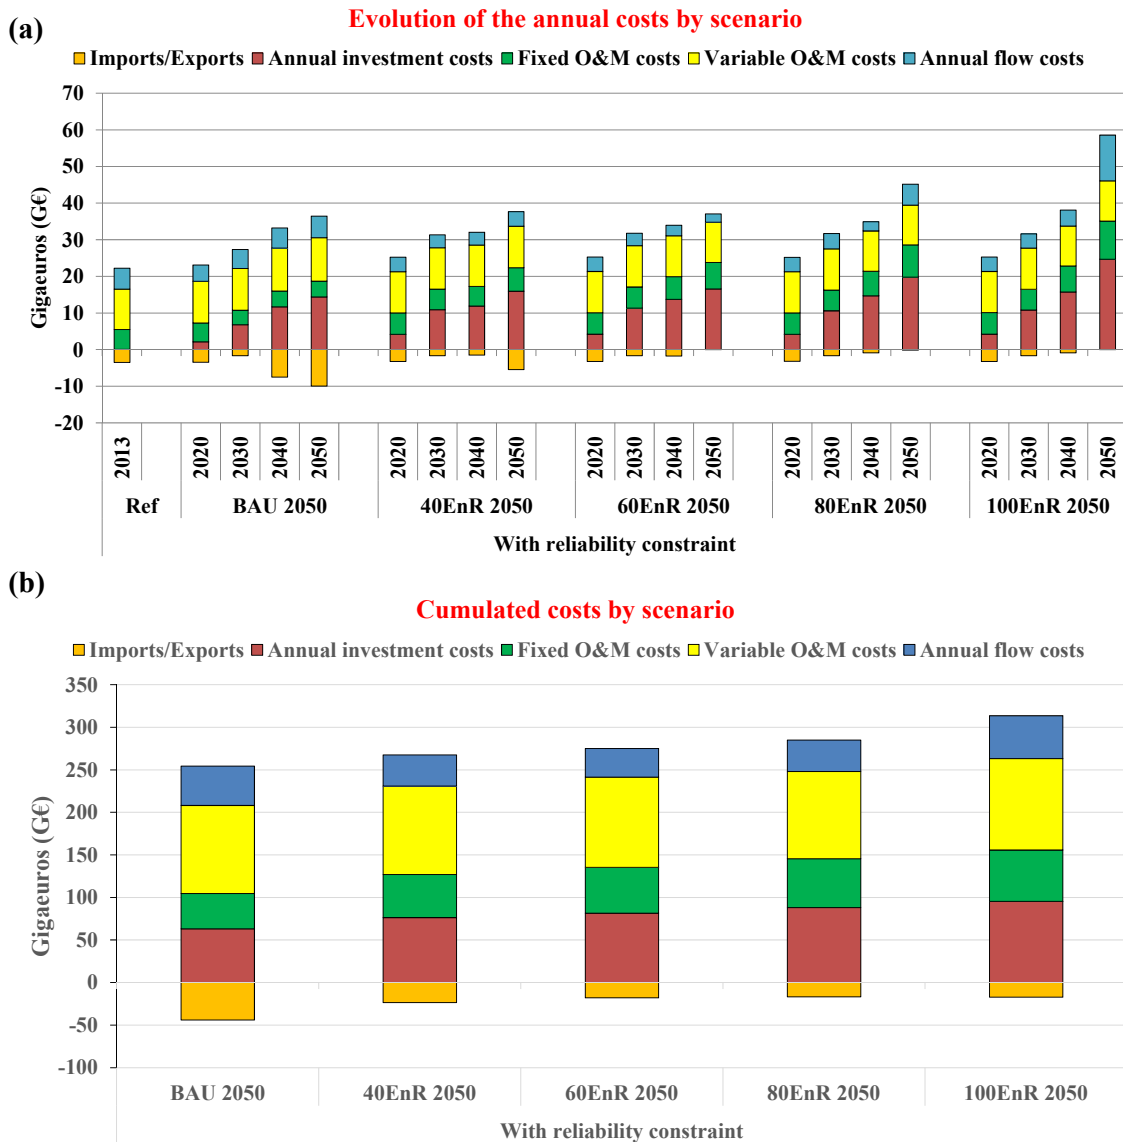 (a)
Evolution of the annual costs by scenario
Imports/Exports Annual investment costs Fixed O&M costs Variable O&M costs Annual flow costs
Gigaeuros (G€)
70
60
50
40
30
20
10
0
-10
-20
2013 2020 2030 2040 2050 2020 2030 2040 2050 2020 2030 2040 2050 2020 2030 2040 2050 2020 2030 2040 2050
Ref BAU 2050 40EnR 2050 60EnR 2050 80EnR 2050 100EnR 2050
With reliability constraint
(b)
Cumulated costs by scenario
Imports/Exports Annual investment costs Fixed O&M costs Variable O&M costs Annual flow costs
Gigaeuros (G€)
350
300
250
200
150
100
50
0
-50
-100
BAU 2050 40EnR 2050 60EnR 2050 80EnR 2050 100EnR 2050
With reliability constraint